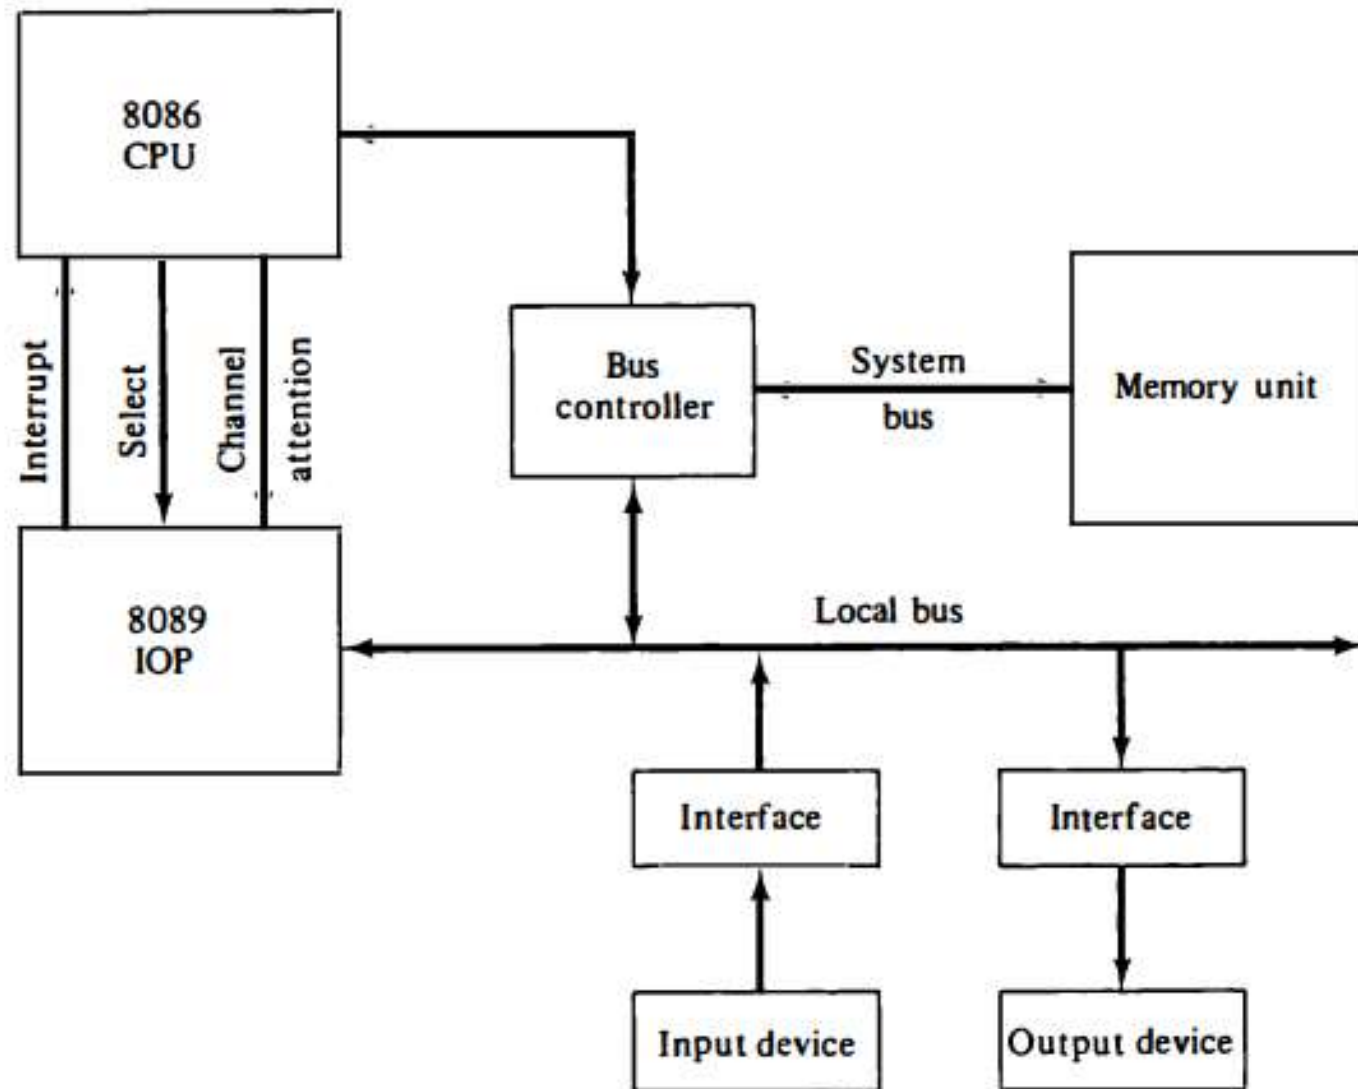 8086
CPU
Interrupt
Select
Channel
attention
Bus
controller
System
bus
Memory unit
8089
IOP
Local bus
Interface
Interface
Input device
Output device